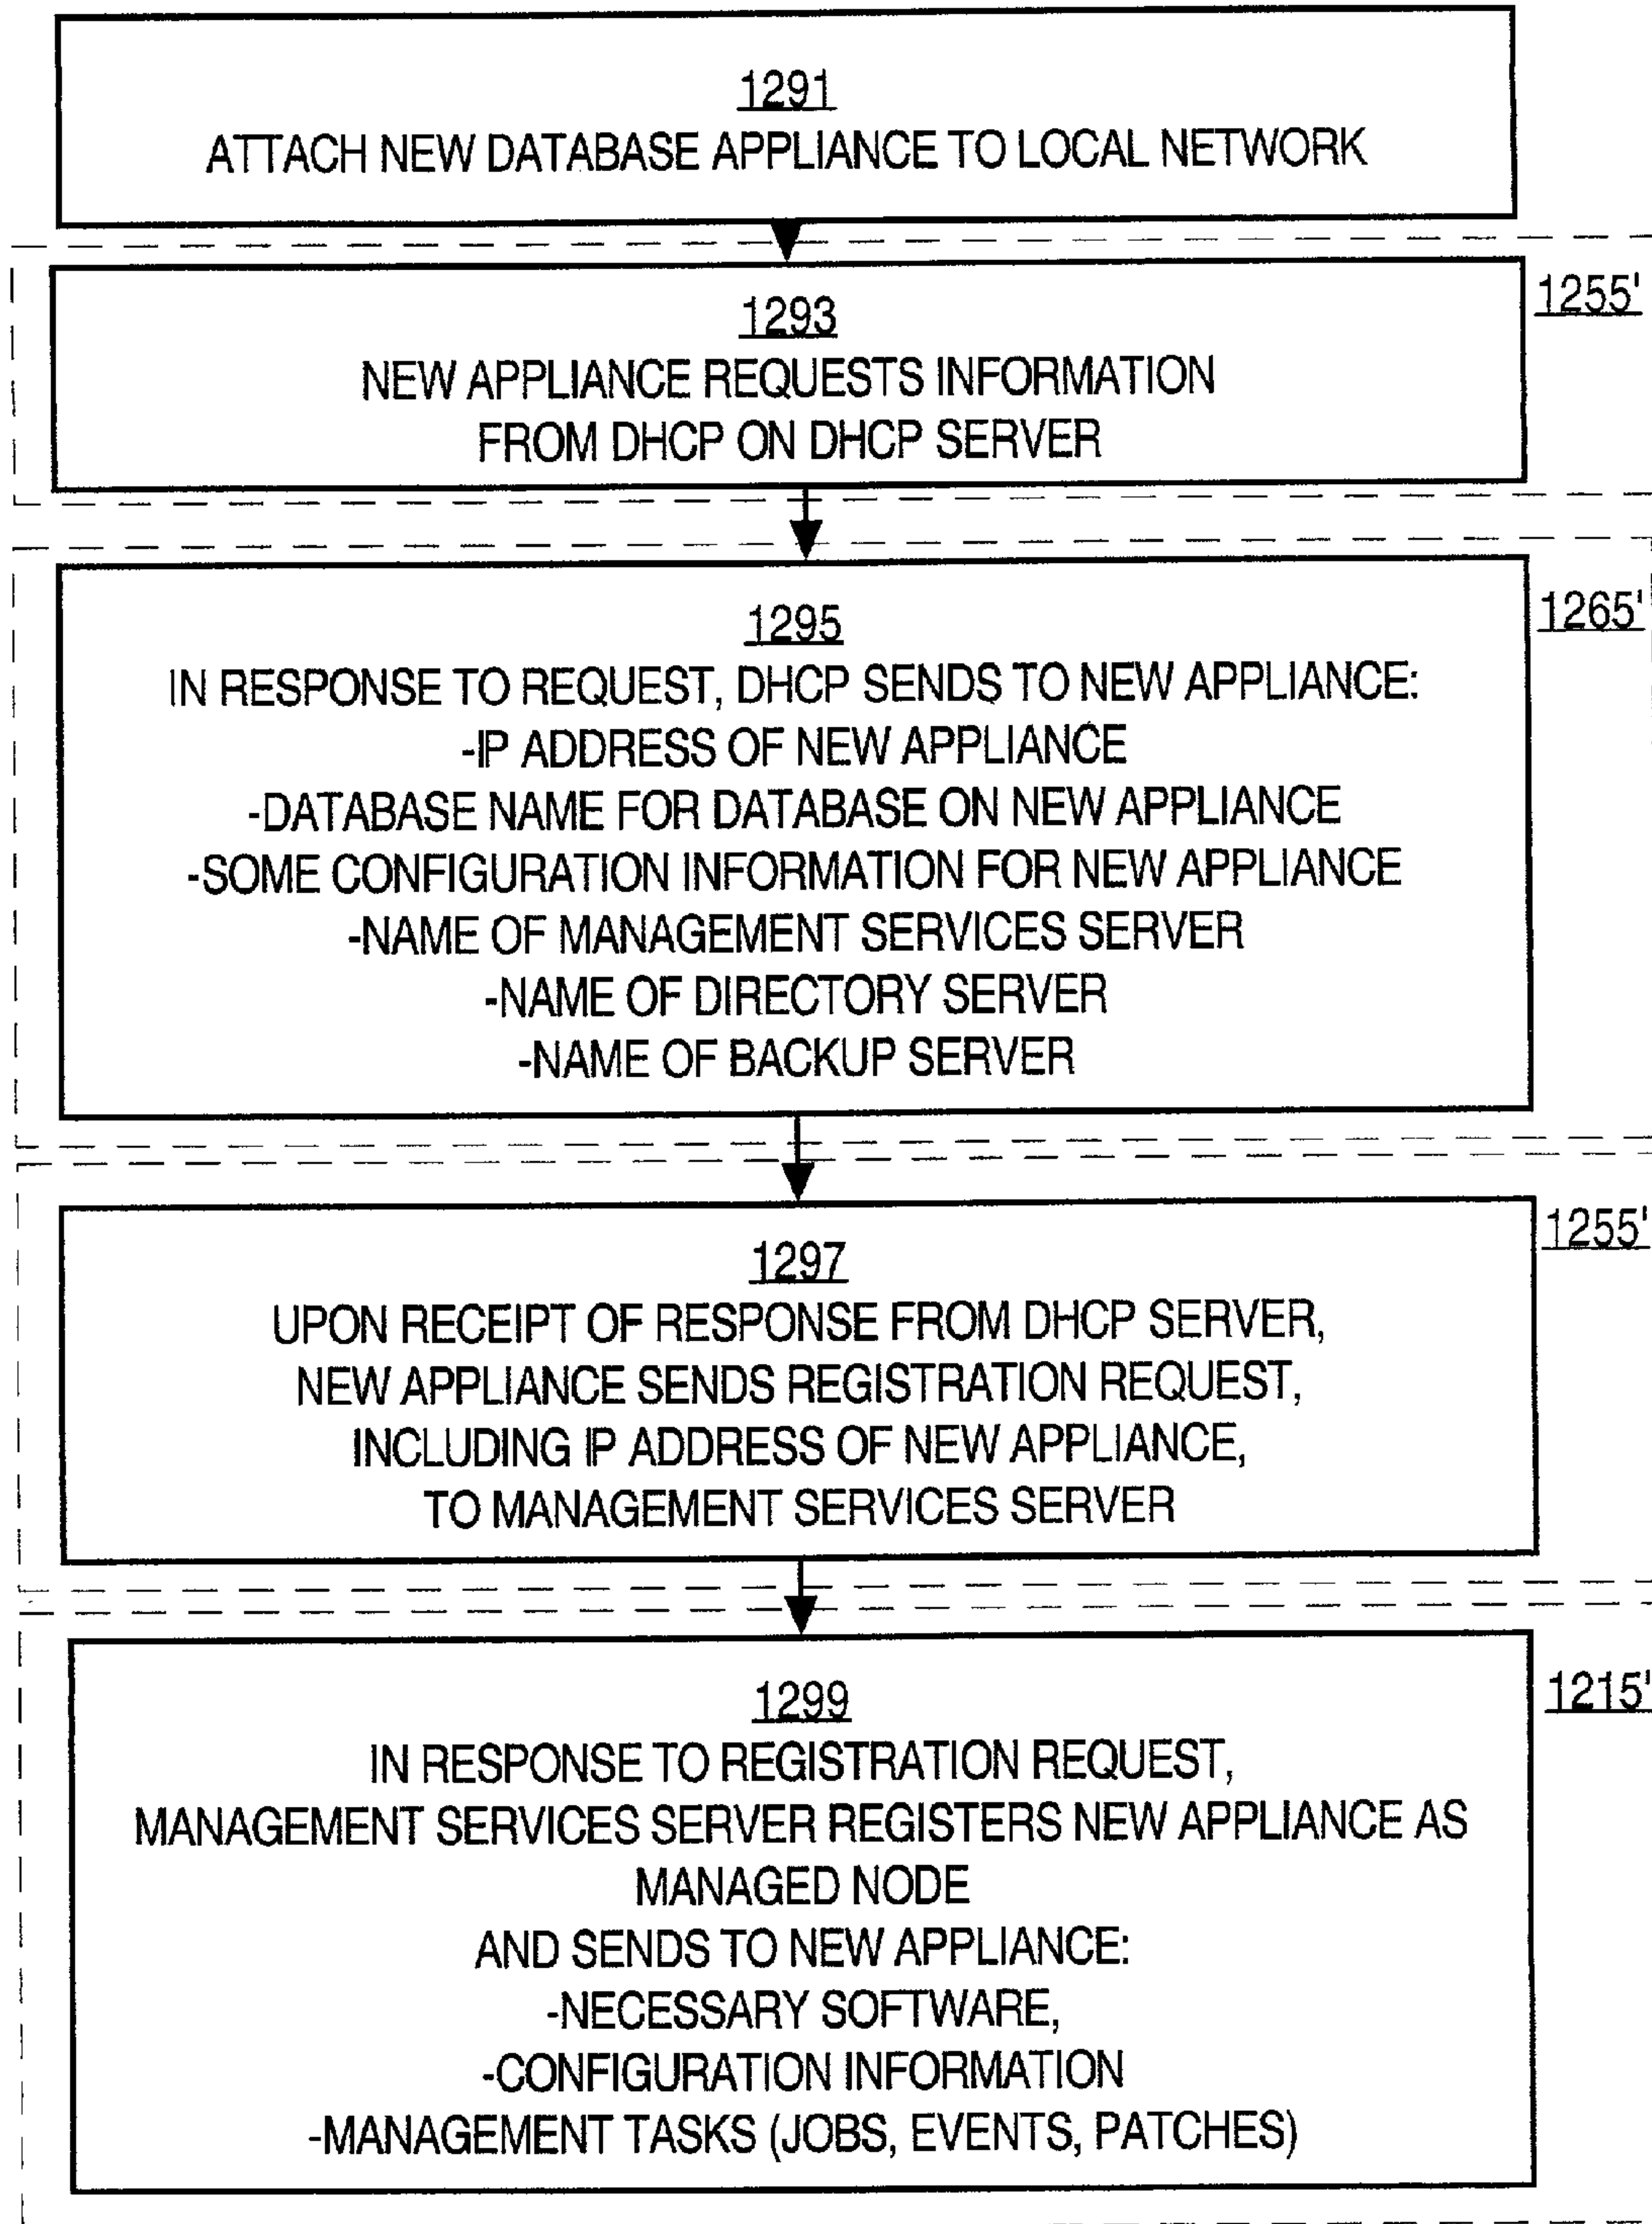 1291
ATTACH NEW DATABASE APPLIANCE TO LOCAL NETWORK
1255'
1293
NEW APPLIANCE REQUESTS INFORMATION
FROM DHCP ON DHCP SERVER
1265'
1295
IN RESPONSE TO REQUEST, DHCP SENDS TO NEW APPLIANCE:
-IP ADDRESS OF NEW APPLIANCE
-DATABASE NAME FOR DATABASE ON NEW APPLIANCE
-SOME CONFIGURATION INFORMATION FOR NEW APPLIANCE
-NAME OF MANAGEMENT SERVICES SERVER
-NAME OF DIRECTORY SERVER
-NAME OF BACKUP SERVER
1255'
1297
UPON RECEIPT OF RESPONSE FROM DHCP SERVER,
NEW APPLIANCE SENDS REGISTRATION REQUEST,
INCLUDING IP ADDRESS OF NEW APPLIANCE,
TO MANAGEMENT SERVICES SERVER
1215'
1299
IN RESPONSE TO REGISTRATION REQUEST,
MANAGEMENT SERVICES SERVER REGISTERS NEW APPLIANCE AS
MANAGED NODE
AND SENDS TO NEW APPLIANCE:
-NECESSARY SOFTWARE,
-CONFIGURATION INFORMATION
-MANAGEMENT TASKS (JOBS, EVENTS, PATCHES)